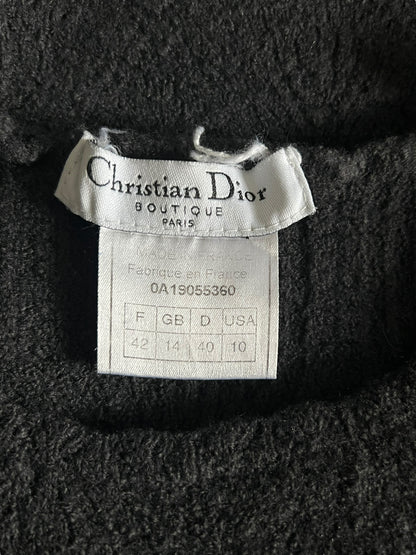 Christian Dior
BOUTIQUE
PARIS
MADE IN FRANCE
Fabriqué en France
0A19055360
F GB D USA
42 14 40 10